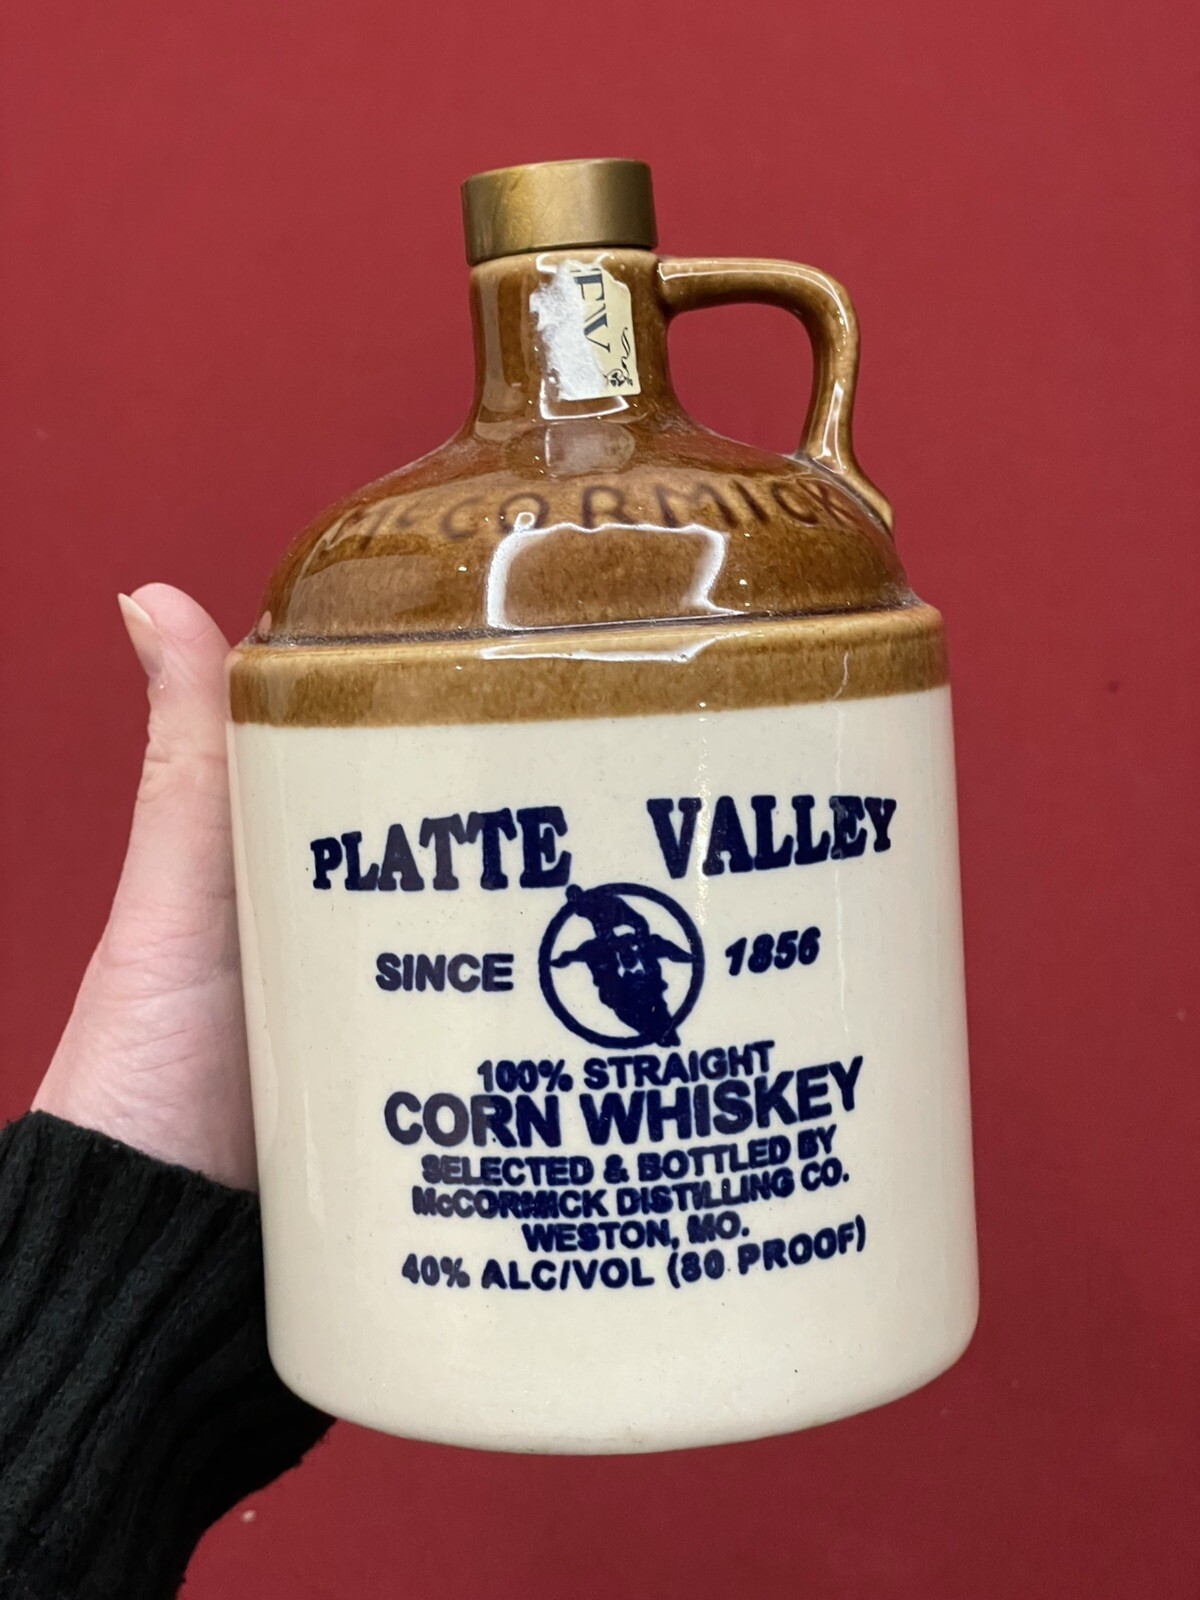 McCORMICK
PLATTE VALLEY
SINCE 1856
100% STRAIGHT
CORN WHISKEY
SELECTED & BOTTLED BY
McCORMICK DISTILLING CO.
WESTON, MO.
40% ALC/VOL (80 PROOF)